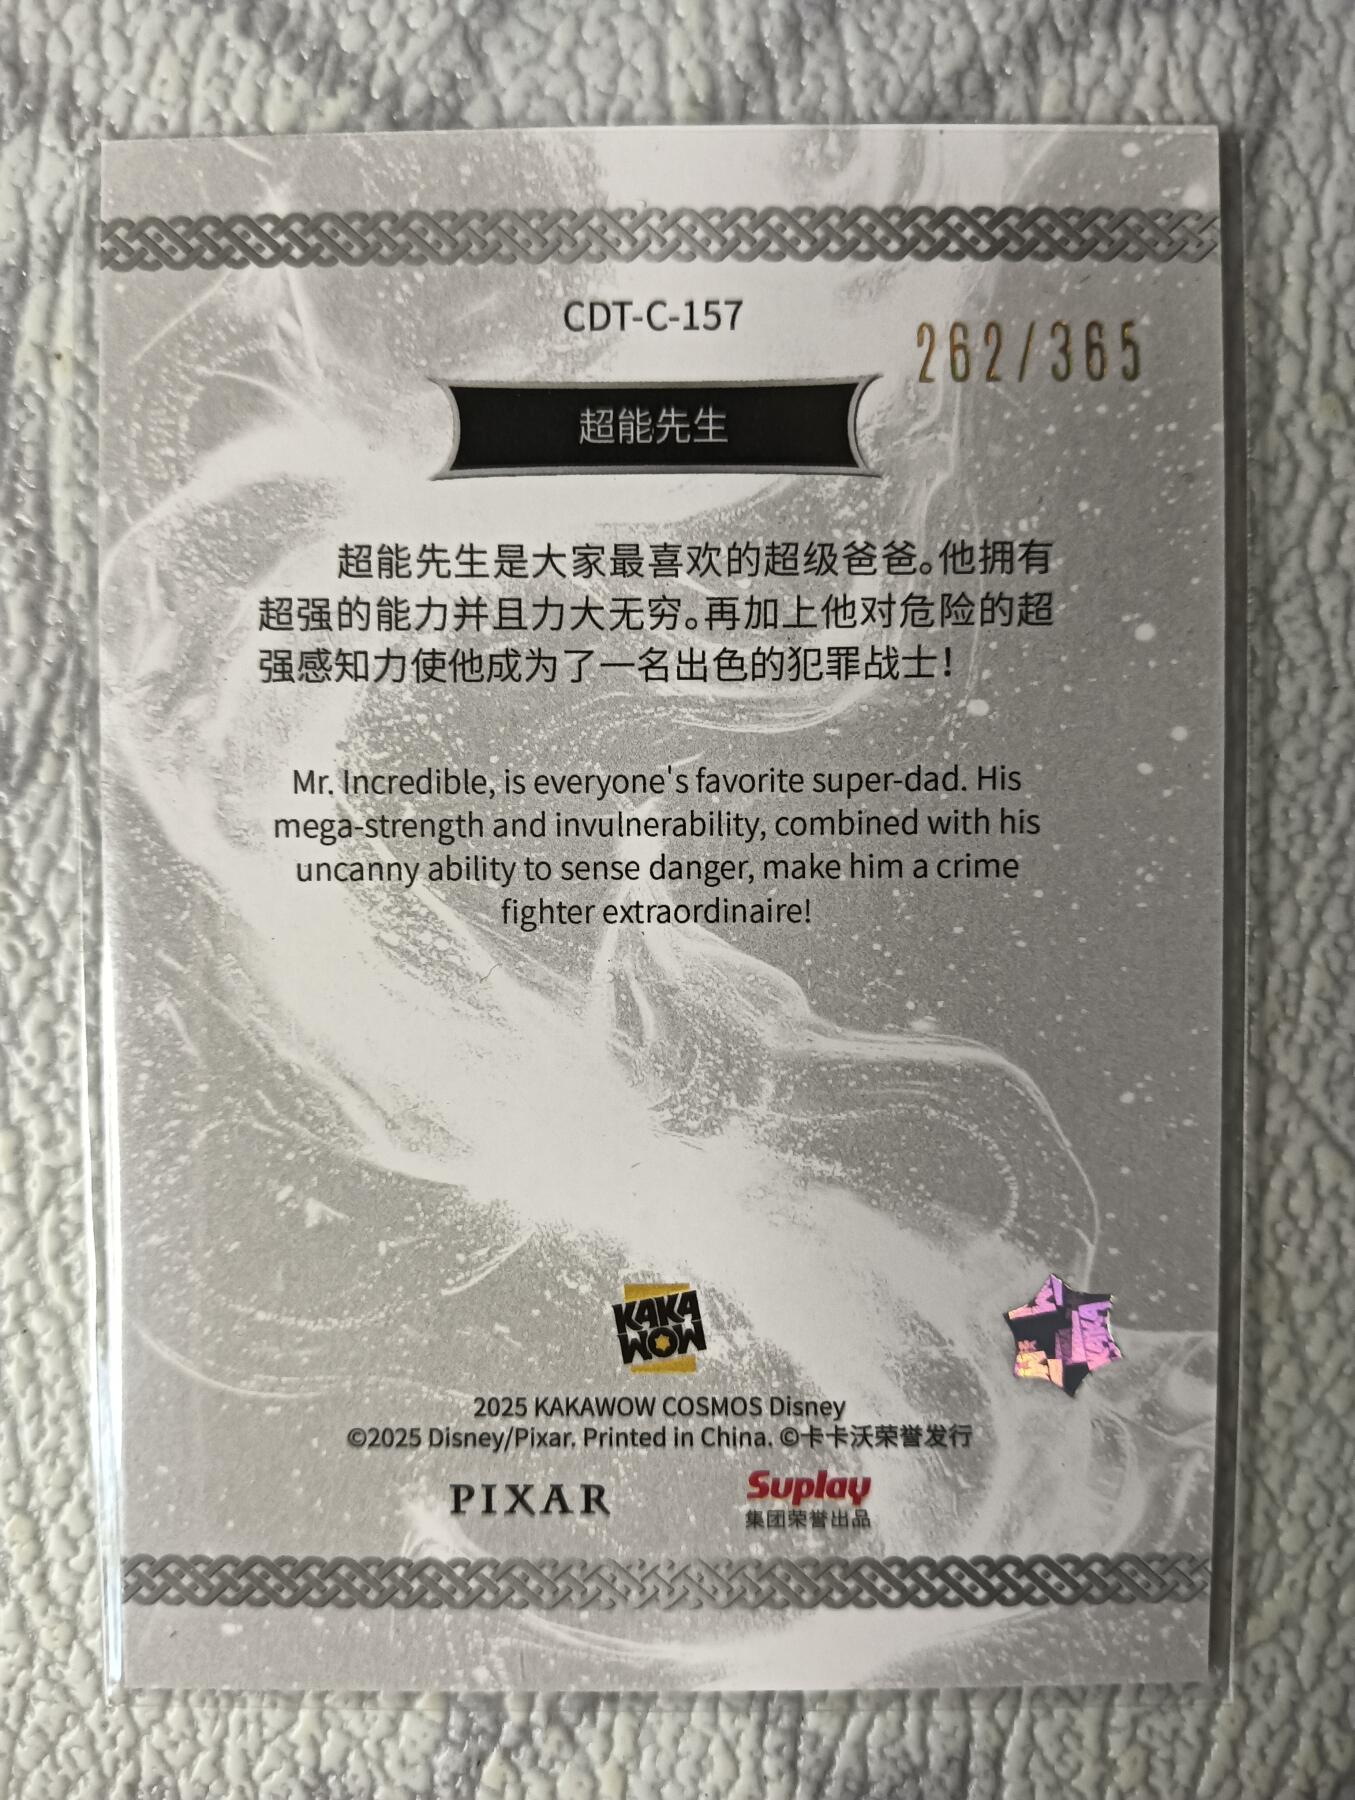 CDT-C-157
262/365
超能先生
超能先生是大家最喜欢的超级爸爸。他拥有
超强的能力并且力大无穷。再加上他对危险的超
强感知力使他成为了一名出色的犯罪战士！
Mr. Incredible, is everyone's favorite super-dad. His
mega-strength and invulnerability, combined with his
uncanny ability to sense danger, make him a crime
fighter extraordinaire!
KAKA
WOW
2025 KAKAWOW COSMOS Disney
©2025 Disney/Pixar. Printed in China. ©卡卡沃荣誉发行
PIXAR
Suplay
集团荣誉出品